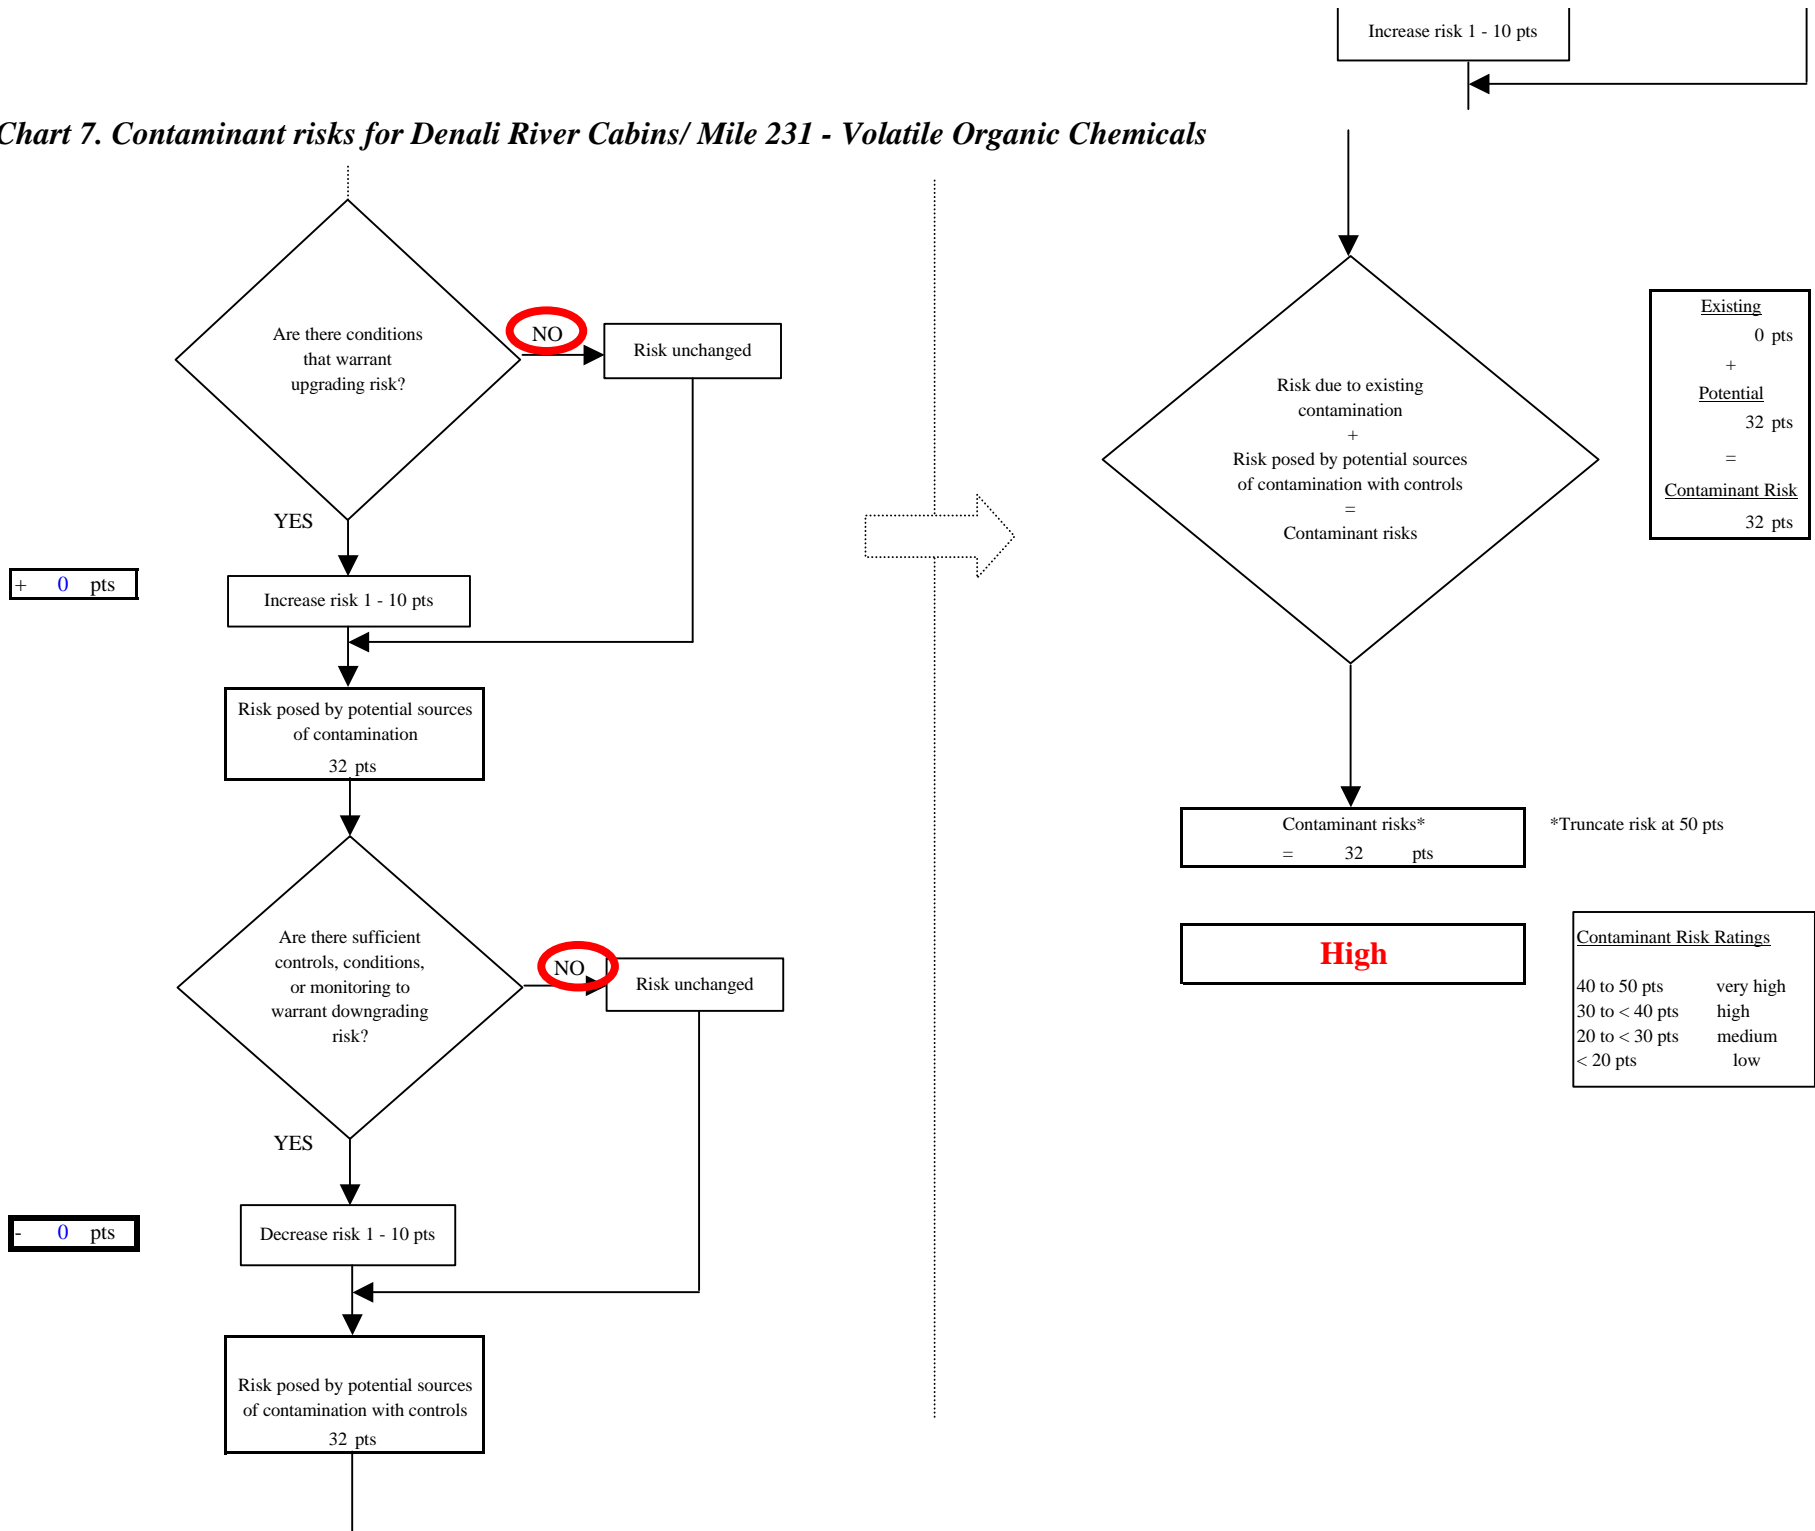 Increase risk 1 - 10 pts
Chart 7. Contaminant risks for Denali River Cabins/ Mile 231 - Volatile Organic Chemicals
Are there conditions
that warrant
upgrading risk?
NO
Risk unchanged
YES
+ 0 pts
Increase risk 1 - 10 pts
Risk posed by potential sources
of contamination
32 pts
Are there sufficient
controls, conditions,
or monitoring to
warrant downgrading
risk?
NO
Risk unchanged
YES
- 0 pts
Decrease risk 1 - 10 pts
Risk posed by potential sources
of contamination with controls
32 pts
Risk due to existing
contamination
+
Risk posed by potential sources
of contamination with controls
=
Contaminant risks
Existing
0 pts
+
Potential
32 pts
=
Contaminant Risk
32 pts
Contaminant risks*
= 32 pts
*Truncate risk at 50 pts
High
Contaminant Risk Ratings
40 to 50 pts very high
30 to < 40 pts high
20 to < 30 pts medium
< 20 pts low